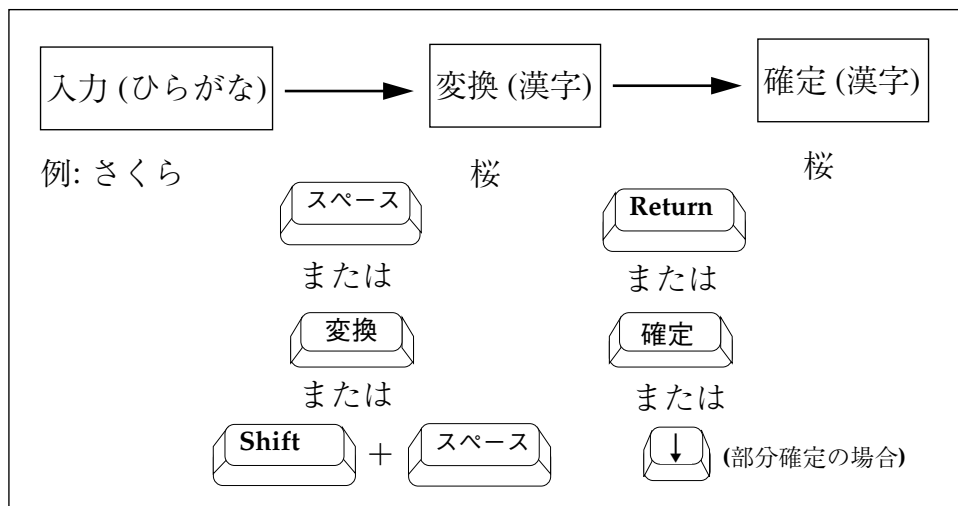 入力 (ひらがな) 変換 (漢字) 確定 (漢字)
例: さくら 桜 桜
スペース Return
または または
変換 確定
または または
Shift + スペース ↓ (部分確定の場合)